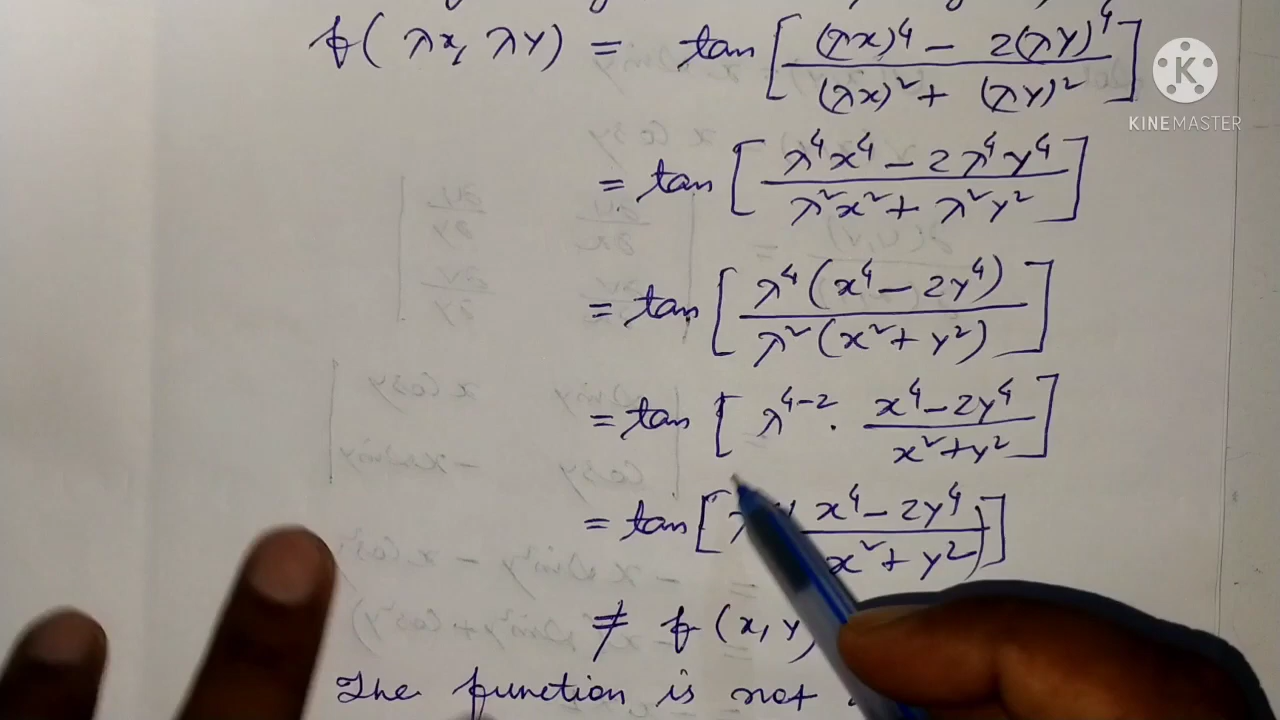 f(λx, λy) = tan[((λx)⁴ − 2(λy)⁴)/((λx)² + (λy)²)]
KINEMASTER
= tan[(λ⁴x⁴ − 2λ⁴y⁴)/(λ²x² + λ²y²)]
= tan[λ⁴(x⁴ − 2y⁴)/λ²(x² + y²)]
= tan[λ⁴⁻² · (x⁴ − 2y⁴)/(x² + y²)]
= tan[ x⁴ − 2y⁴/x² + y²)]
≠ f(x, y
The function is not